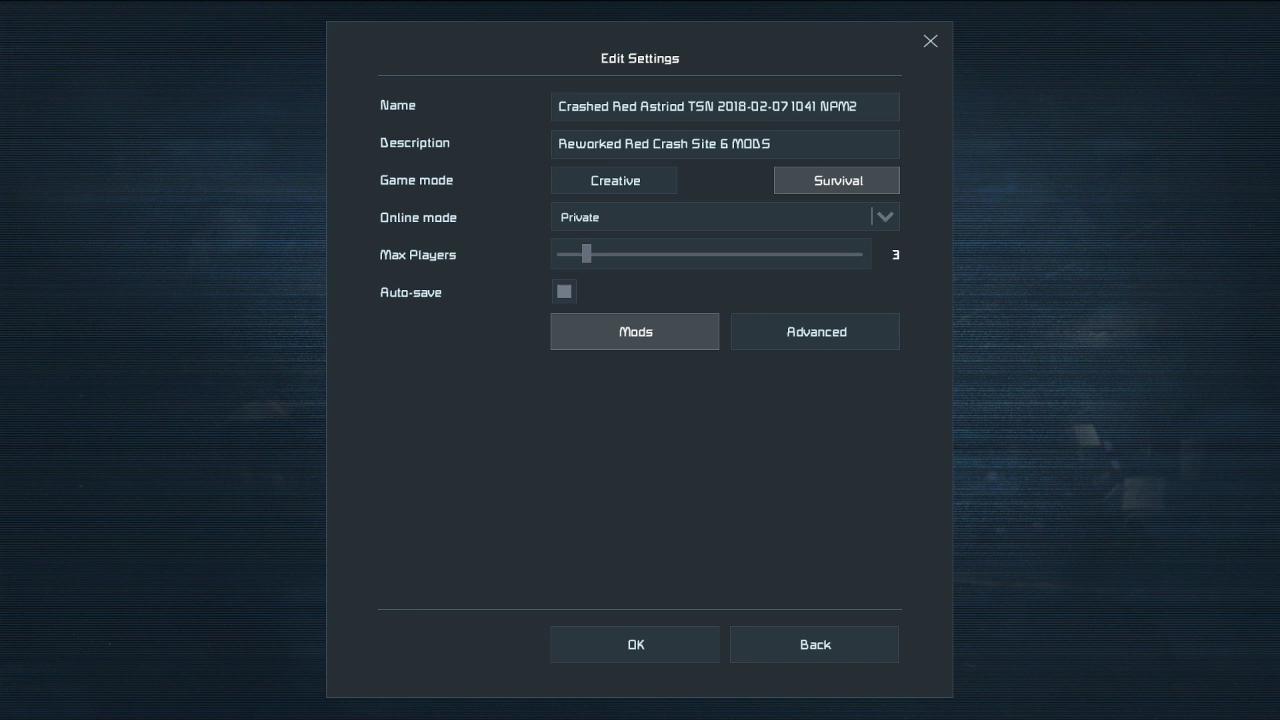 Edit Settings
Name
Crashed Red Astriod TSN 2018-02-07 1041 NPM2
Description
Reworked Red Crash Site 6 MODS
Game mode
Creative
Survival
Online mode
Private
Max Players
3
Auto-save
Mods
Advanced
OK
Back